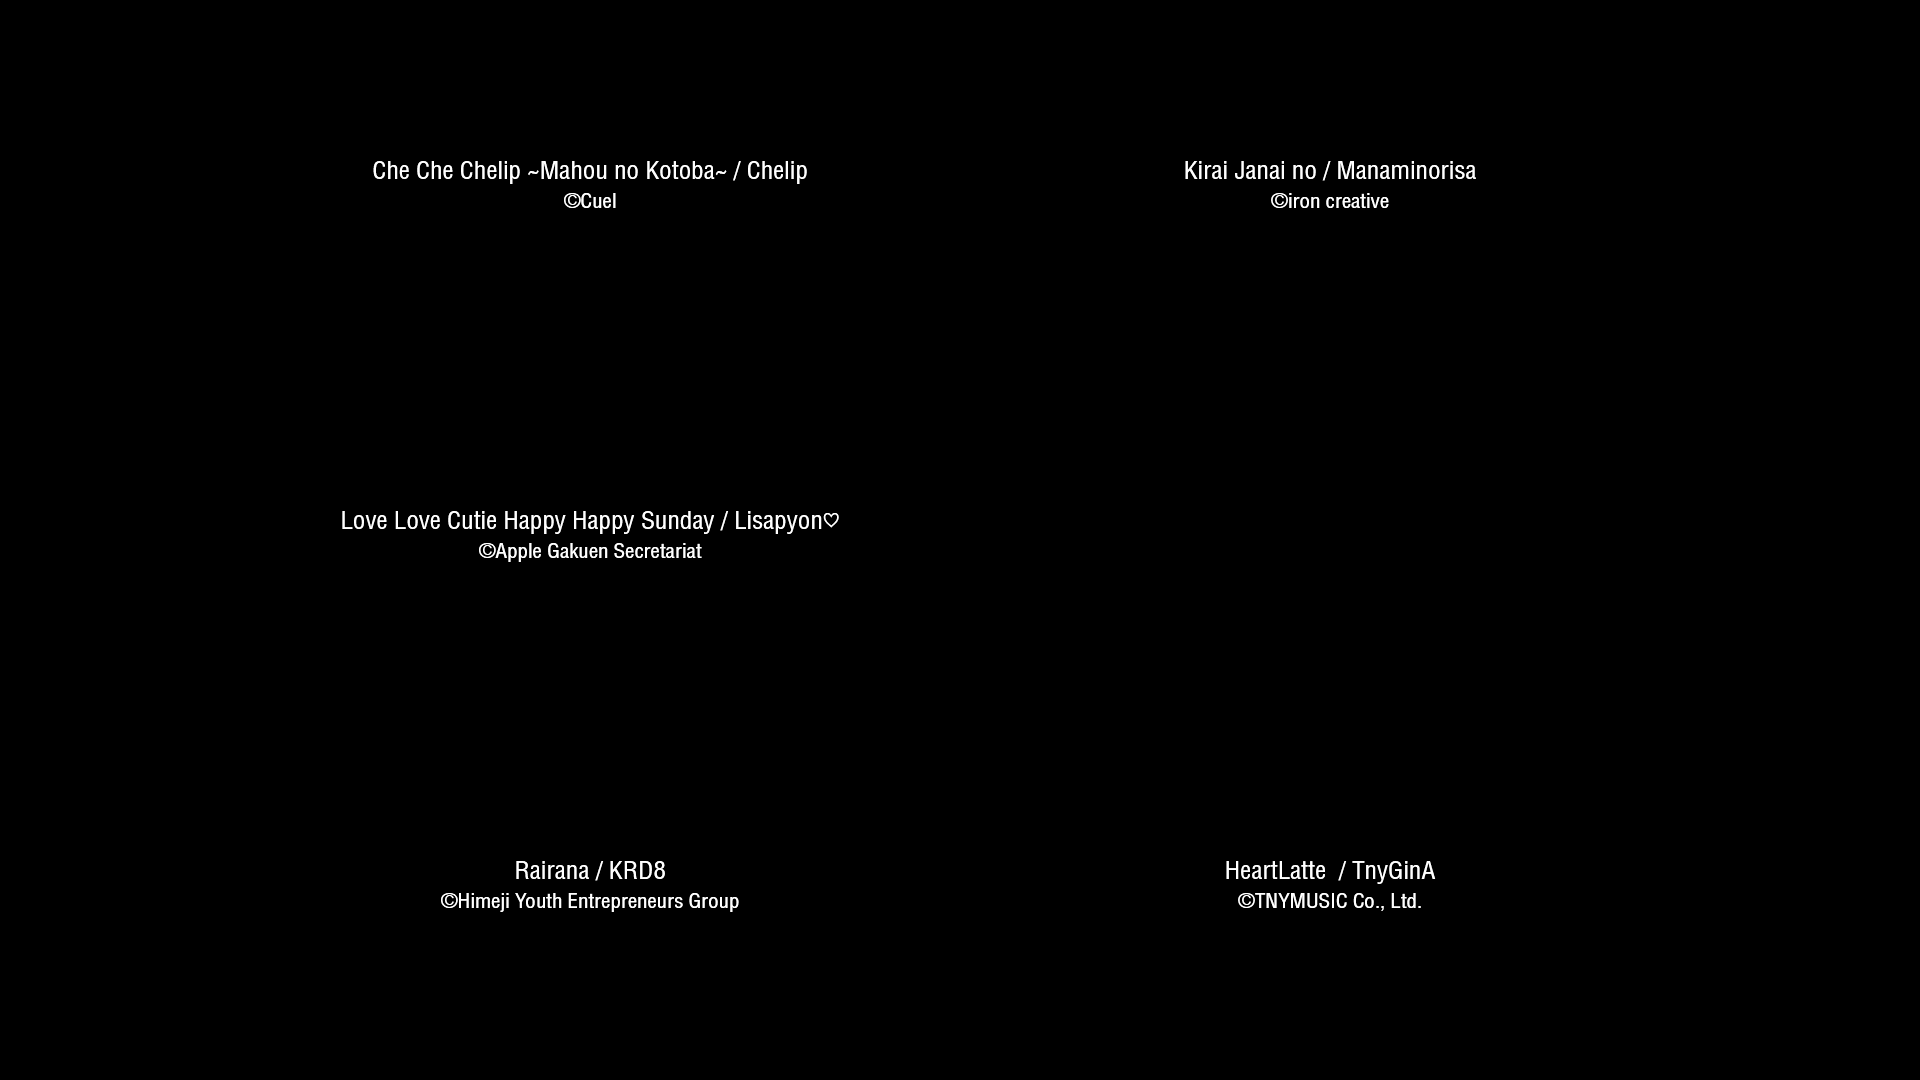 Che Che Chelip ~Mahou no Kotoba~ / Chelip
©Cuel
Kirai Janai no / Manaminorisa
©iron creative
Love Love Cutie Happy Happy Sunday / Lisapyon♡
©Apple Gakuen Secretariat
Rairana / KRD8
©Himeji Youth Entrepreneurs Group
HeartLatte  / TnyGinA
©TNYMUSIC Co., Ltd.